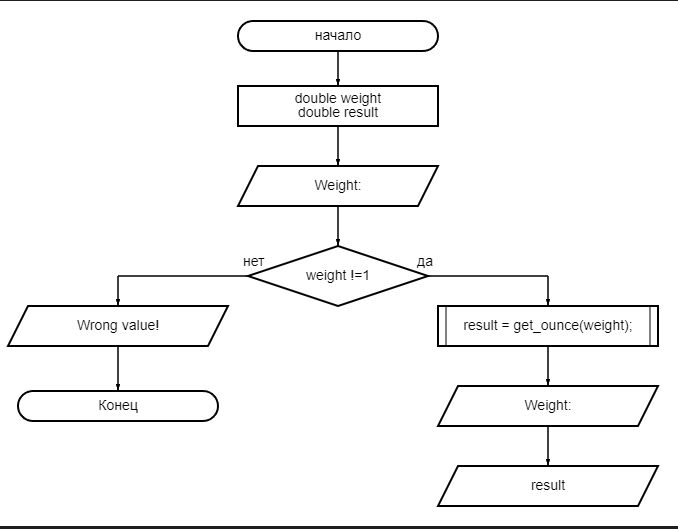 начало
double weight
double result
Weight:
нет
да
weight !=1
Wrong value!
result = get_ounce(weight);
Конец
Weight:
result